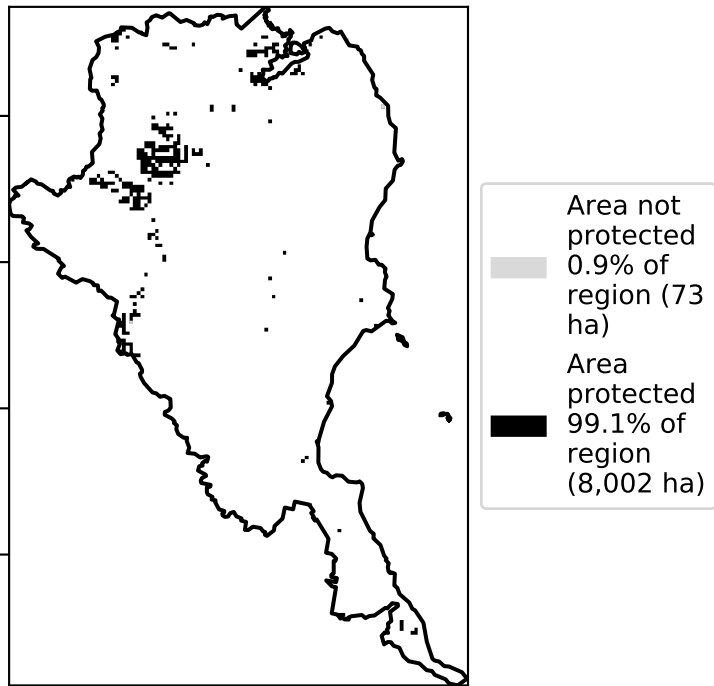 Area not
protected
0.9% of
region (73
ha)
Area
protected
99.1% of
region
(8,002 ha)